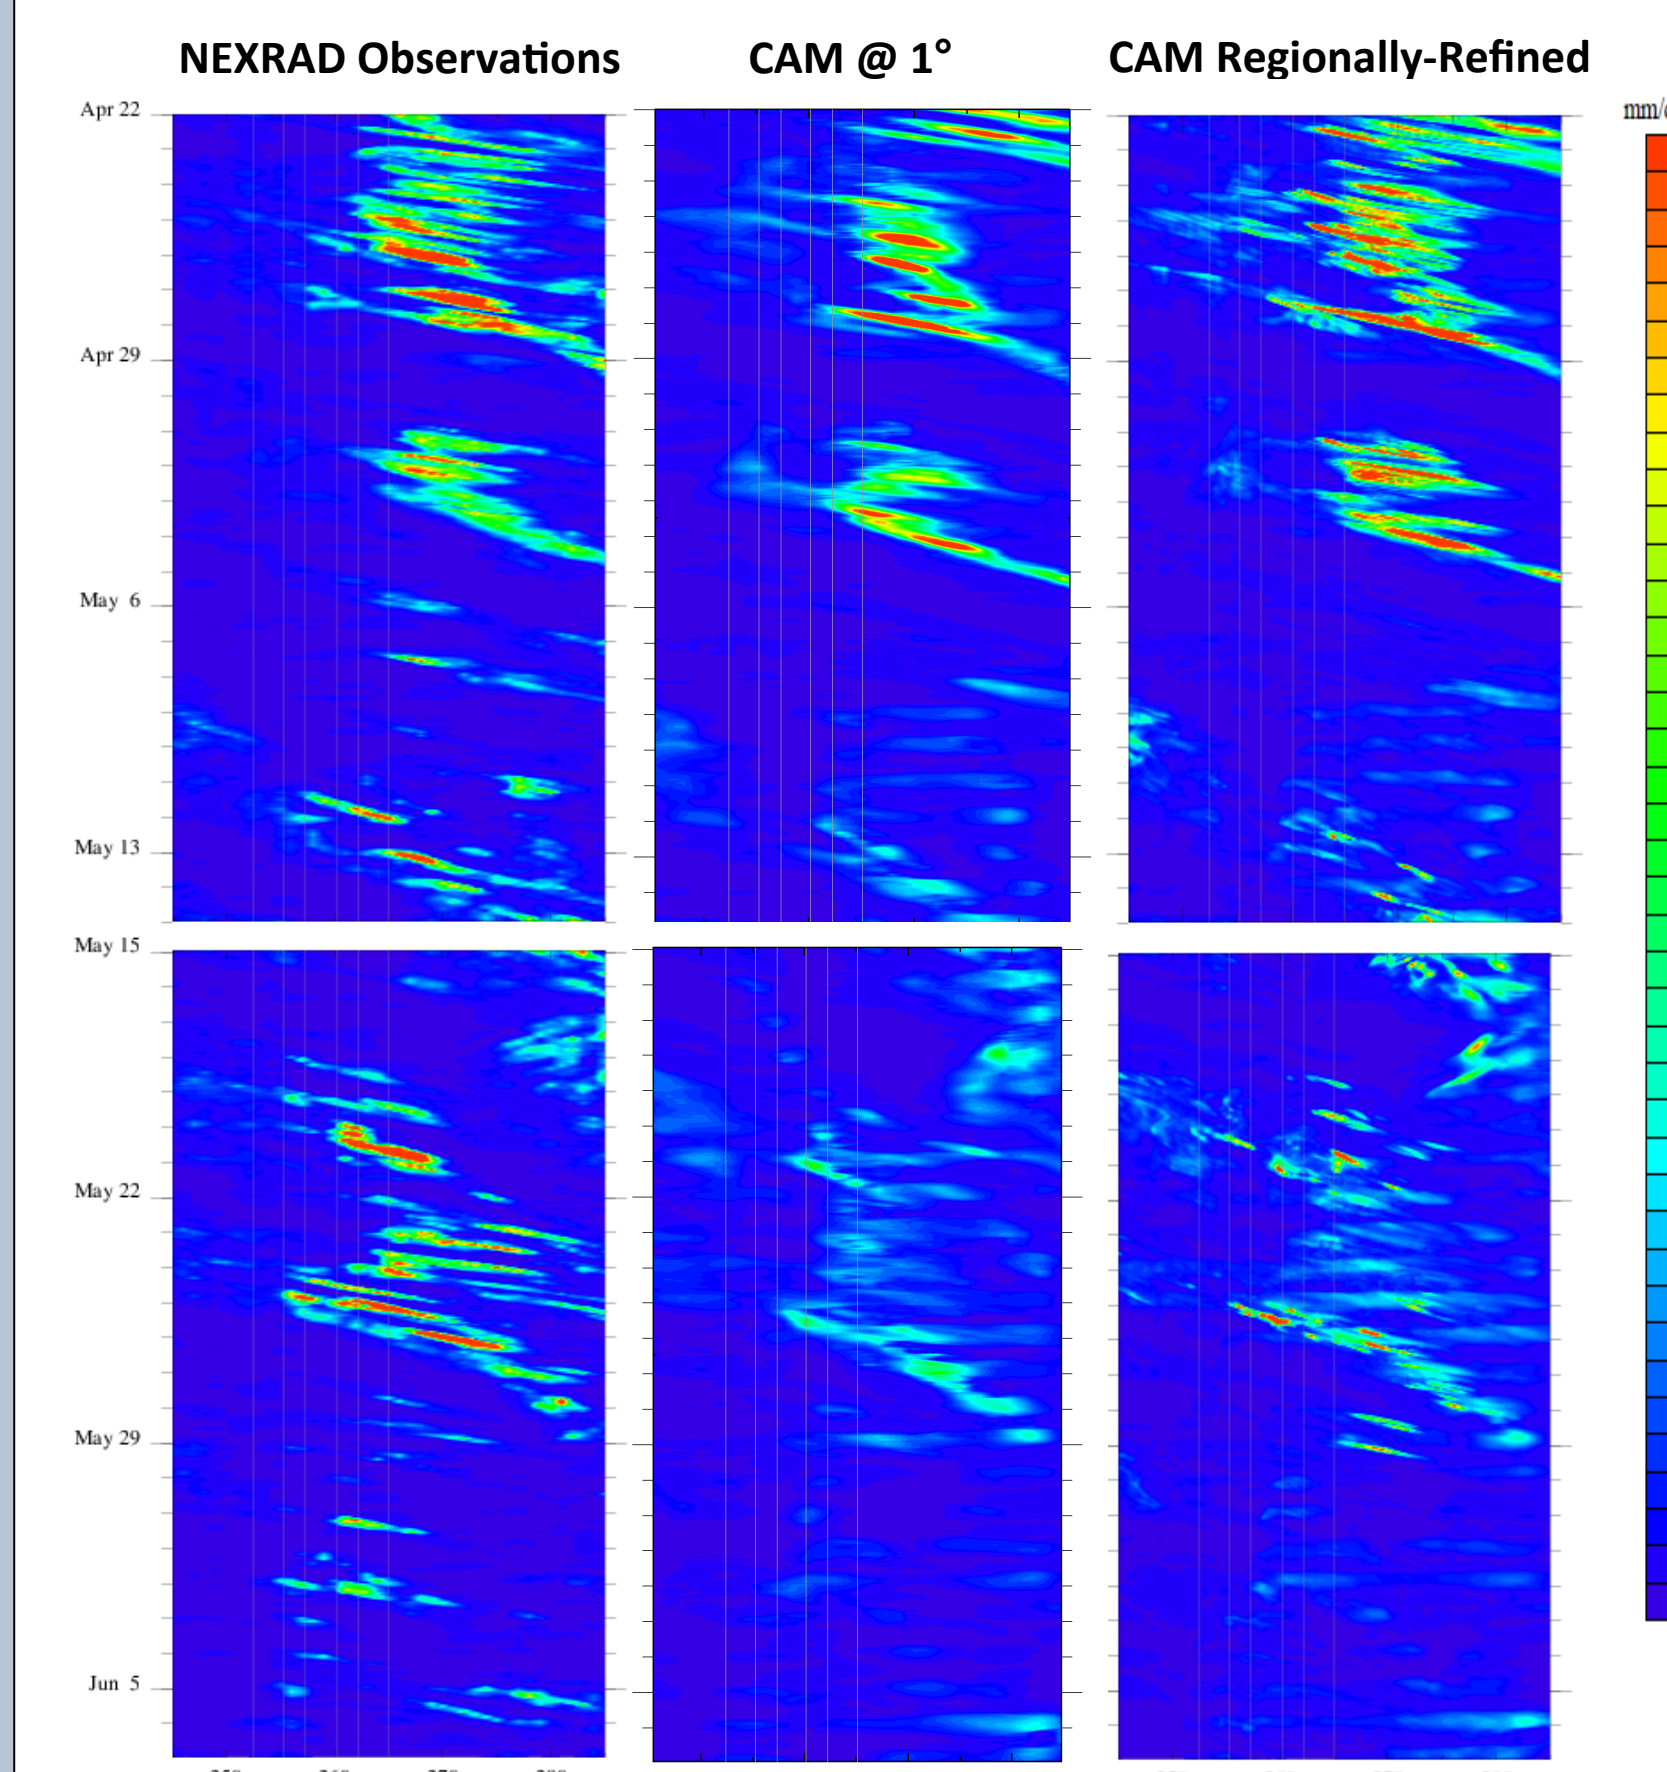 NEXRAD Observations
CAM @ 1°
CAM Regionally-Refined
mm/
Apr 22
Apr 29
May 6
May 13
May 15
May 22
May 29
Jun 5